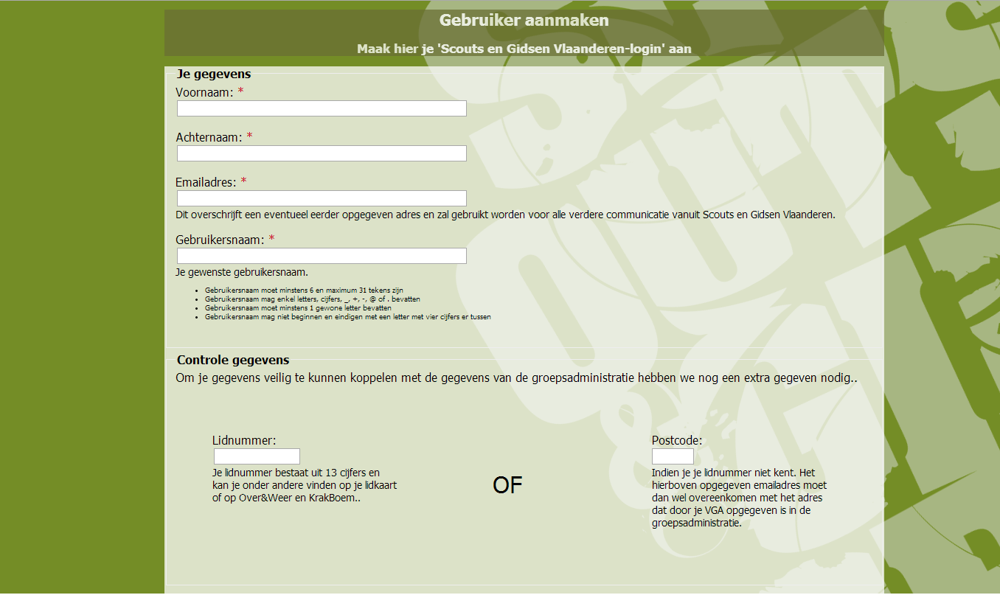 Gebruiker aanmaken
Maak hier je 'Scouts en Gidsen Vlaanderen-login' aan
Je gegevens
Voornaam: *
Achternaam: *
Emailadres: *
Dit overschrijft een eventueel eerder opgegeven adres en zal gebruikt worden voor alle verdere communicatie vanuit Scouts en Gidsen Vlaanderen.
Gebruikersnaam: *
Je gewenste gebruikersnaam.
• Gebruikersnaam moet minstens 6 en maximum 31 tekens zijn
• Gebruikersnaam mag enkel letters, cijfers, _, +, -, @ of . bevatten
• Gebruikersnaam moet minstens 1 gewone letter bevatten
• Gebruikersnaam mag niet beginnen en eindigen met een letter met vier cijfers er tussen
Controle gegevens
Om je gegevens veilig te kunnen koppelen met de gegevens van de groepsadministratie hebben we nog een extra gegeven nodig..
Lidnummer:
Je lidnummer bestaat uit 13 cijfers en
kan je onder andere vinden op je lidkaart
of op Over&Weer en KrakBoem..
OF
Postcode:
Indien je je lidnummer niet kent. Het
hierboven opgegeven emailadres moet
dan wel overeenkomen met het adres
dat door je VGA opgegeven is in de
groepsadministratie.